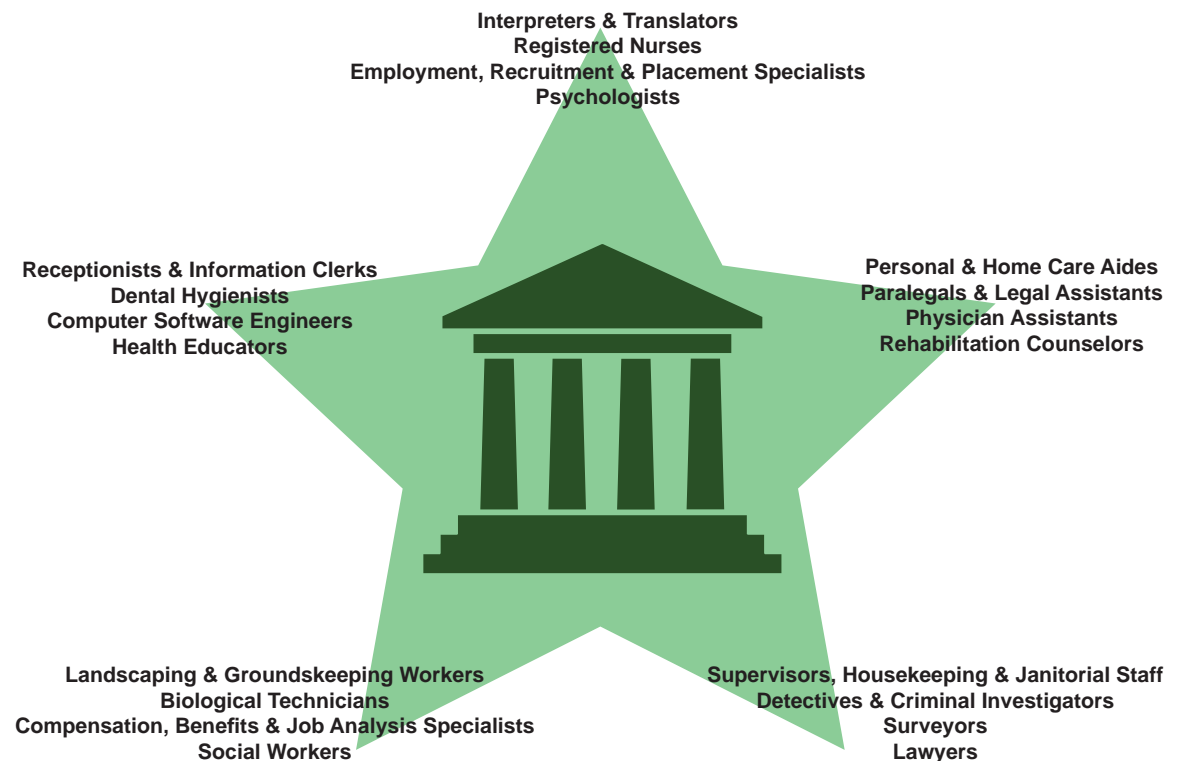 Interpreters & Translators
Registered Nurses
Employment, Recruitment & Placement Specialists
Psychologists
Receptionists & Information Clerks
Dental Hygienists
Computer Software Engineers
Health Educators
Personal & Home Care Aides
Paralegals & Legal Assistants
Physician Assistants
Rehabilitation Counselors
Landscaping & Groundskeeping Workers
Biological Technicians
Compensation, Benefits & Job Analysis Specialists
Social Workers
Supervisors, Housekeeping & Janitorial Staff
Detectives & Criminal Investigators
Surveyors
Lawyers